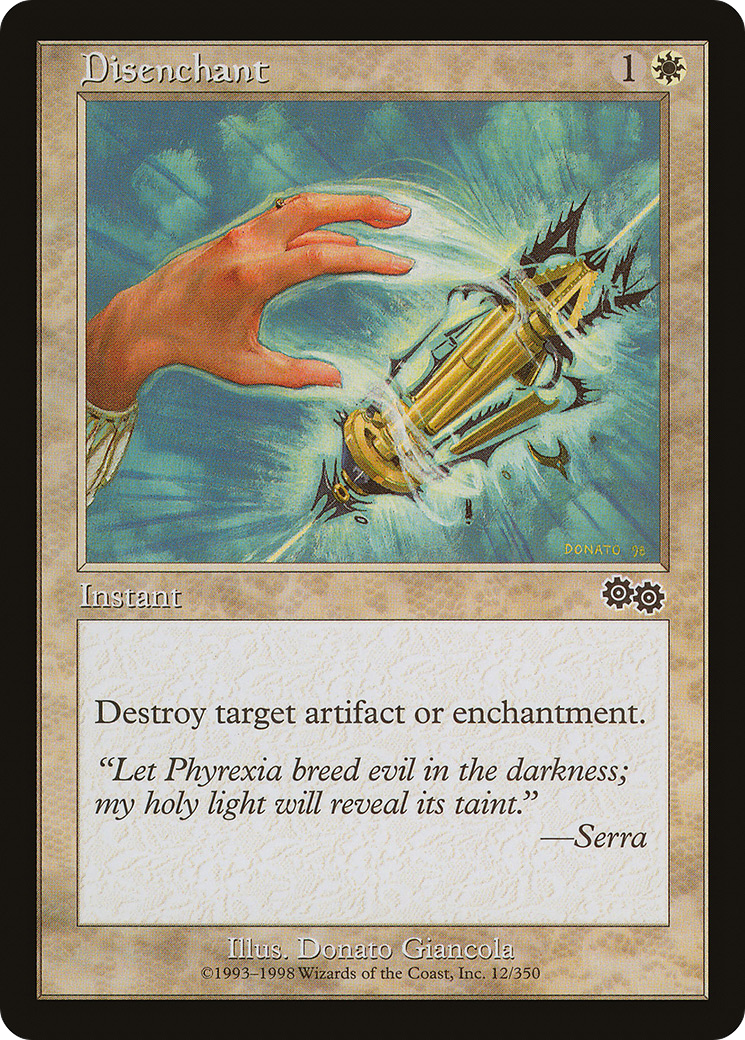 Disenchant 1
DONATO 98
Instant
Destroy target artifact or enchantment.
“Let Phyrexia breed evil in the darkness;
my holy light will reveal its taint.”
—Serra
Illus. Donato Giancola
©1993–1998 Wizards of the Coast, Inc. 12/350